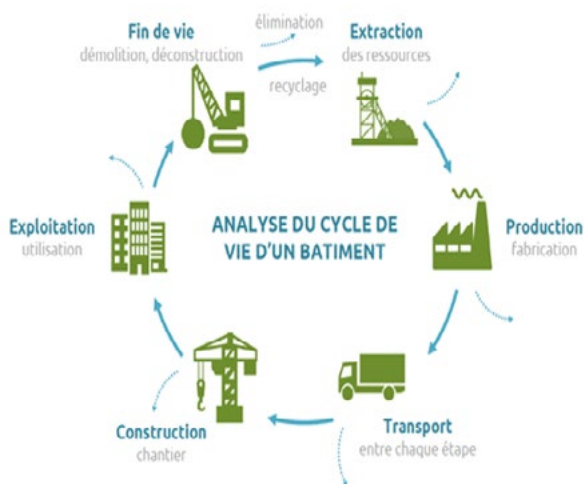 Fin de vie
démolition, déconstruction
élimination
recyclage
Extraction
des ressources
Exploitation
utilisation
ANALYSE DU CYCLE DE
VIE D'UN BATIMENT
Production
fabrication
Construction
chantier
Transport
entre chaque étape